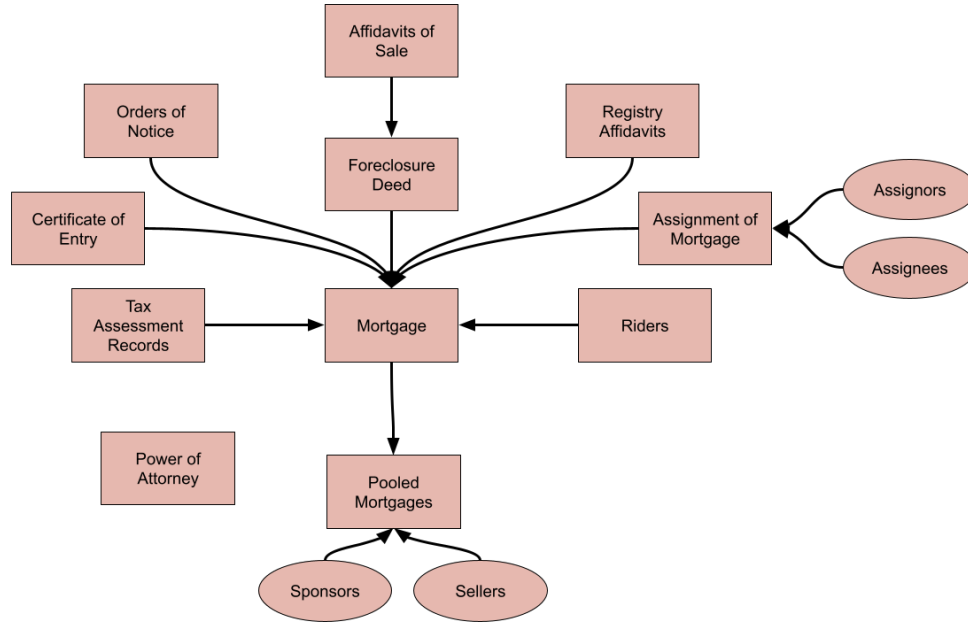 Affidavits of
Sale
Orders of
Notice
Registry
Affidavits
Foreclosure
Deed
Certificate of
Entry
Assignment of
Mortgage
Assignors
Assignees
Tax
Assessment
Records
Mortgage
Riders
Power of
Attorney
Pooled
Mortgages
Sponsors
Sellers